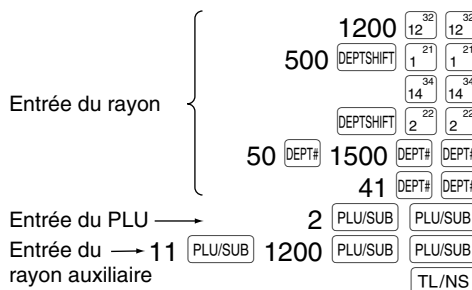 1200 12 32 12 32
500 DEPTSHIFT 1 21 1 21
14 34 14 34
Entrée du rayon
DEPTSHIFT 2 22 2 22
50 DEPT# 1500 DEPT# DEPT#
41 DEPT# DEPT#
Entrée du PLU 2 PLU/SUB PLU/SUB
Entrée du 11 PLU/SUB 1200 PLU/SUB PLU/SUB
rayon auxiliaire
TL/NS